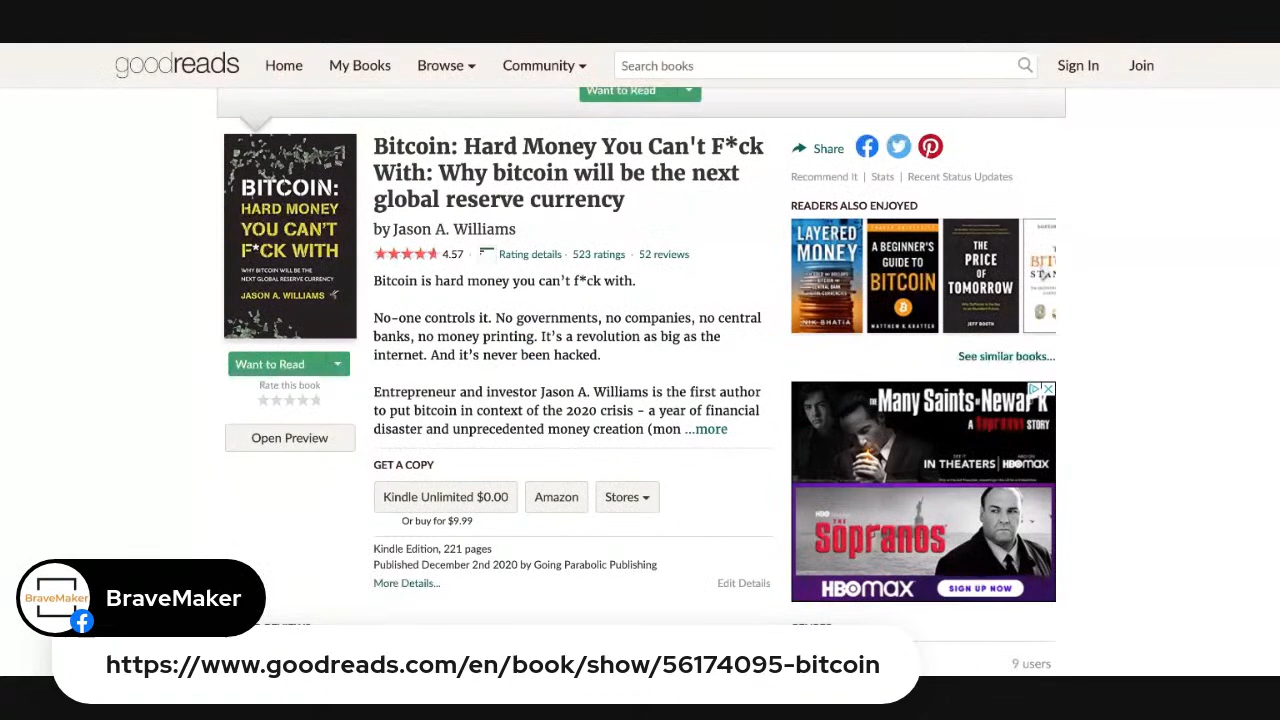 goodreads
Home
My Books
Browse
Community
Search books
Sign In
Join
Want to Read
BITCOIN:
HARD MONEY
YOU CAN'T
F*CK WITH
WHY BITCOIN WILL BE THE
NEXT GLOBAL RESERVE CURRENCY
JASON A. WILLIAMS
Want to Read
Rate this book
Open Preview
Bitcoin: Hard Money You Can't F*ck
With: Why bitcoin will be the next
global reserve currency
by Jason A. Williams
4.57 · Rating details · 523 ratings · 52 reviews
Bitcoin is hard money you can’t f*ck with.
No-one controls it. No governments, no companies, no central
banks, no money printing. It’s a revolution as big as the
internet. And it’s never been hacked.
Entrepreneur and investor Jason A. Williams is the first author
to put bitcoin in context of the 2020 crisis - a year of financial
disaster and unprecedented money creation (mon ...more
GET A COPY
Kindle Unlimited $0.00
Amazon
Stores
Or buy for $9.99
Kindle Edition, 221 pages
Published December 2nd 2020 by Going Parabolic Publishing
More Details...
Edit Details
Share
Recommend It | Stats | Recent Status Updates
READERS ALSO ENJOYED
LAYERED
MONEY
NIK BHATIA
A BEGINNER'S
GUIDE TO
BITCOIN
MATTHEW R. KRATTER
THE
PRICE
OF
TOMORROW
JEFF BOOTH
See similar books…
THE Many Saints of Newark
A Sopranos STORY
SEE IT
IN THEATERS | HBOMAX
HBO
THE
Sopranos
HBOMAX
SIGN UP NOW
9 users
BraveMaker
BraveMaker
https://www.goodreads.com/en/book/show/56174095-bitcoin